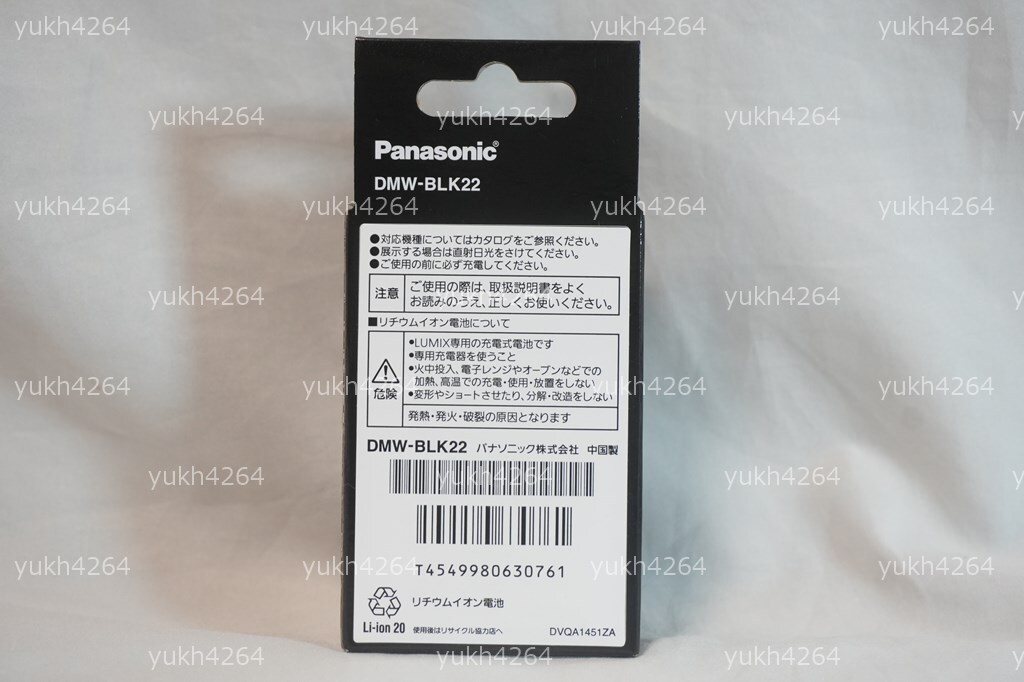 Panasonic®
DMW-BLK22
●対応機種についてはカタログをご参照ください。
●展示する場合は直射日光をさけてください。
●ご使用の前に必ず充電してください。
注意
ご使用の際は、取扱説明書をよく
お読みのうえ、正しくお使いください。
■リチウムイオン電池について
危険
•LUMIX専用の充電式電池です
•専用充電器を使うこと
•火中投入、電子レンジやオーブンなどでの
加熱、高温での充電・使用・放置をしない
•変形やショートさせたり、分解・改造をしない
発熱・発火・破裂の原因となります
DMW-BLK22 パナソニック株式会社 中国製
T4549980630761
リチウムイオン電池
Li-ion 20 使用後はリサイクル協力店へ
DVQA1451ZA
yukh4264